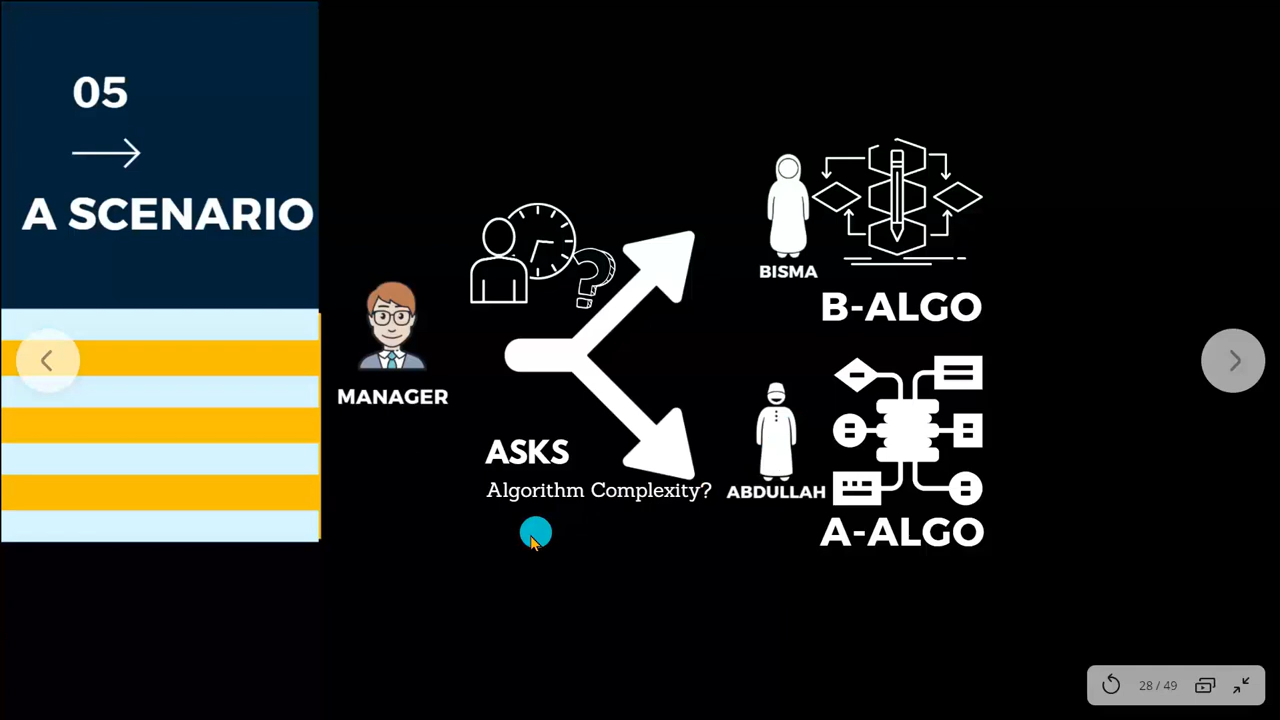 05
A SCENARIO
MANAGER
ASKS
Algorithm Complexity?
BISMA
B-ALGO
ABDULLAH
A-ALGO
28 / 49